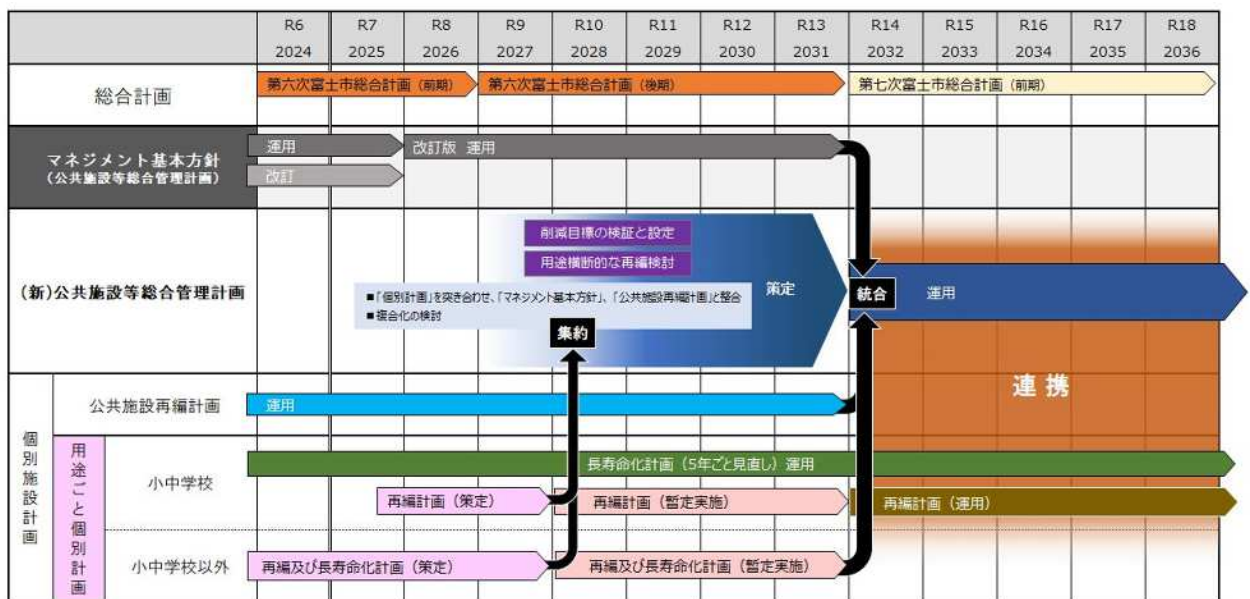 R6 R7 R8 R9 R10 R11 R12 R13 R14 R15 R16 R17 R18
2024 2025 2026 2027 2028 2029 2030 2031 2032 2033 2034 2035 2036
総合計画
第六次富士市総合計画（前期）
第六次富士市総合計画（後期）
第七次富士市総合計画（前期）
マネジメント基本方針
（公共施設等総合管理計画）
運用
改訂版 運用
改訂
(新)公共施設等総合管理計画
削減目標の検証と設定
用途横断的な再編検討
■「個別計画」を突き合わせ、「マネジメント基本方針」、「公共施設再編計画」と整合
■複合化の検討
策定
集約
統合
運用
連携
個別施設計画
公共施設再編計画
運用
用途ごと個別計画
小中学校
長寿命化計画（5年ごと見直し）運用
再編計画（策定）
再編計画（暫定実施）
再編計画（運用）
小中学校以外
再編及び長寿命化計画（策定）
再編及び長寿命化計画（暫定実施）